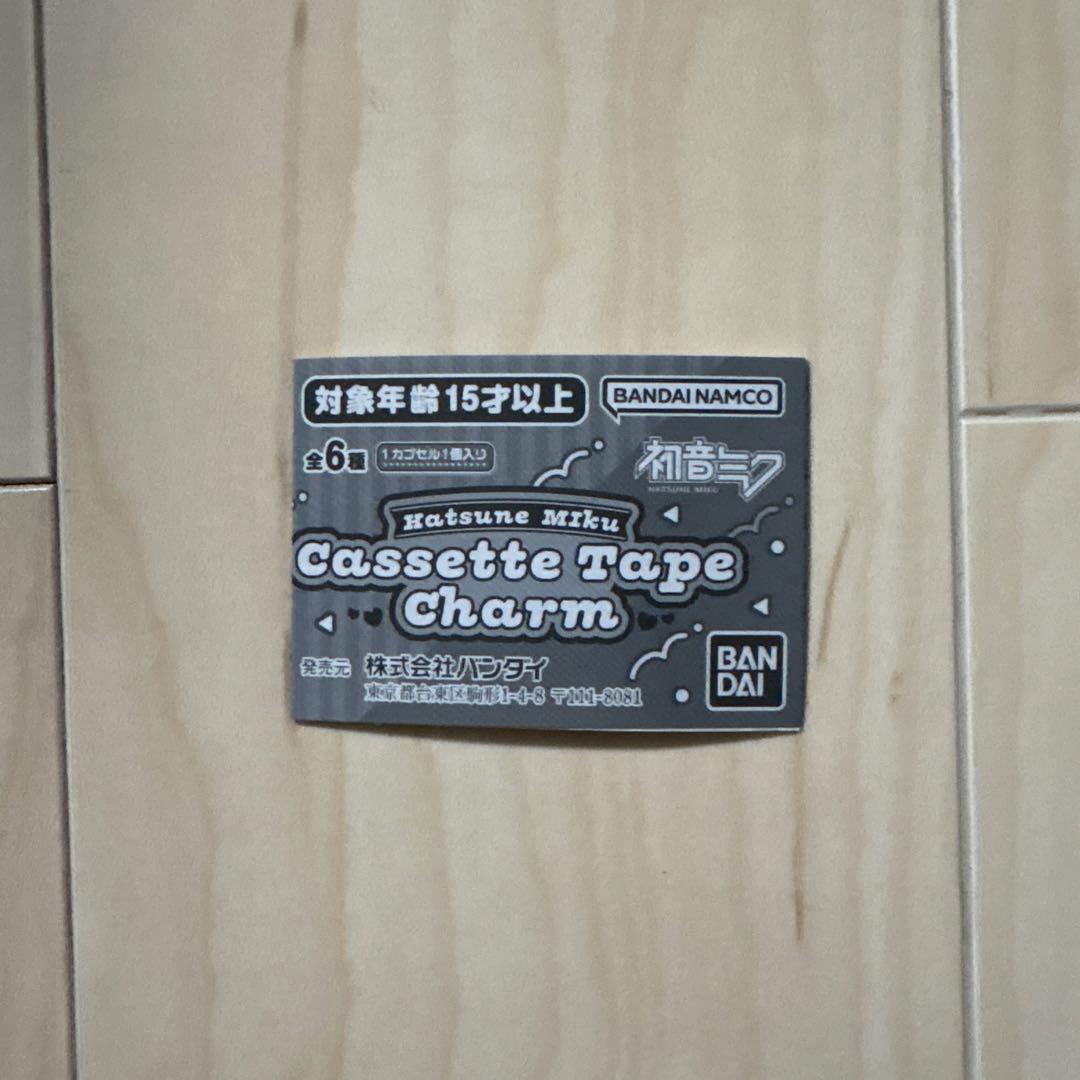 対象年齢15才以上
BANDAI NAMCO
全6種
1カプセル1個入り
初音ミク
HATSUNE MIKU
Hatsune MIku
Cassette Tape
Charm
発売元 株式会社バンダイ
東京都台東区駒形1-4-8 〒111-8081
BAN
DAI